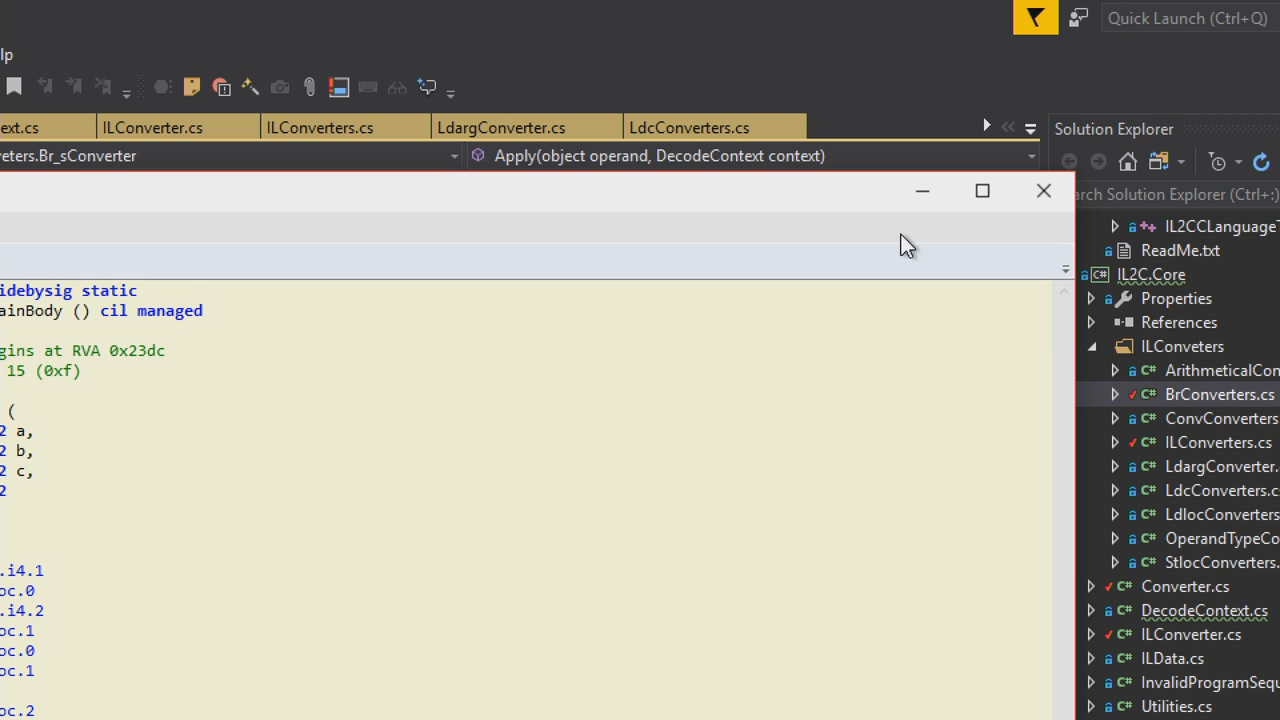 Quick Launch (Ctrl+Q)
lp
ext.cs
ILConverter.cs
ILConverters.cs
LdargConverter.cs
LdcConverters.cs
eters.Br_sConverter
Apply(object operand, DecodeContext context)
Solution Explorer
arch Solution Explorer (Ctrl+:)
idebysig static
ainBody () cil managed
gins at RVA 0x23dc
15 (0xf)
(
2 a,
2 b,
2 c,
2
.i4.1
oc.0
.i4.2
oc.1
oc.0
oc.1
oc.2
IL2CCLanguageT
ReadMe.txt
C# IL2C.Core
Properties
References
ILConveters
C# ArithmeticalCon
C# BrConverters.cs
C# ConvConverters
C# ILConverters.cs
C# LdargConverter.
C# LdcConverters.c
C# LdlocConverters
C# OperandTypeCo
C# StlocConverters.
C# Converter.cs
C# DecodeContext.cs
C# ILConverter.cs
C# ILData.cs
C# InvalidProgramSequ
C# Utilities.cs